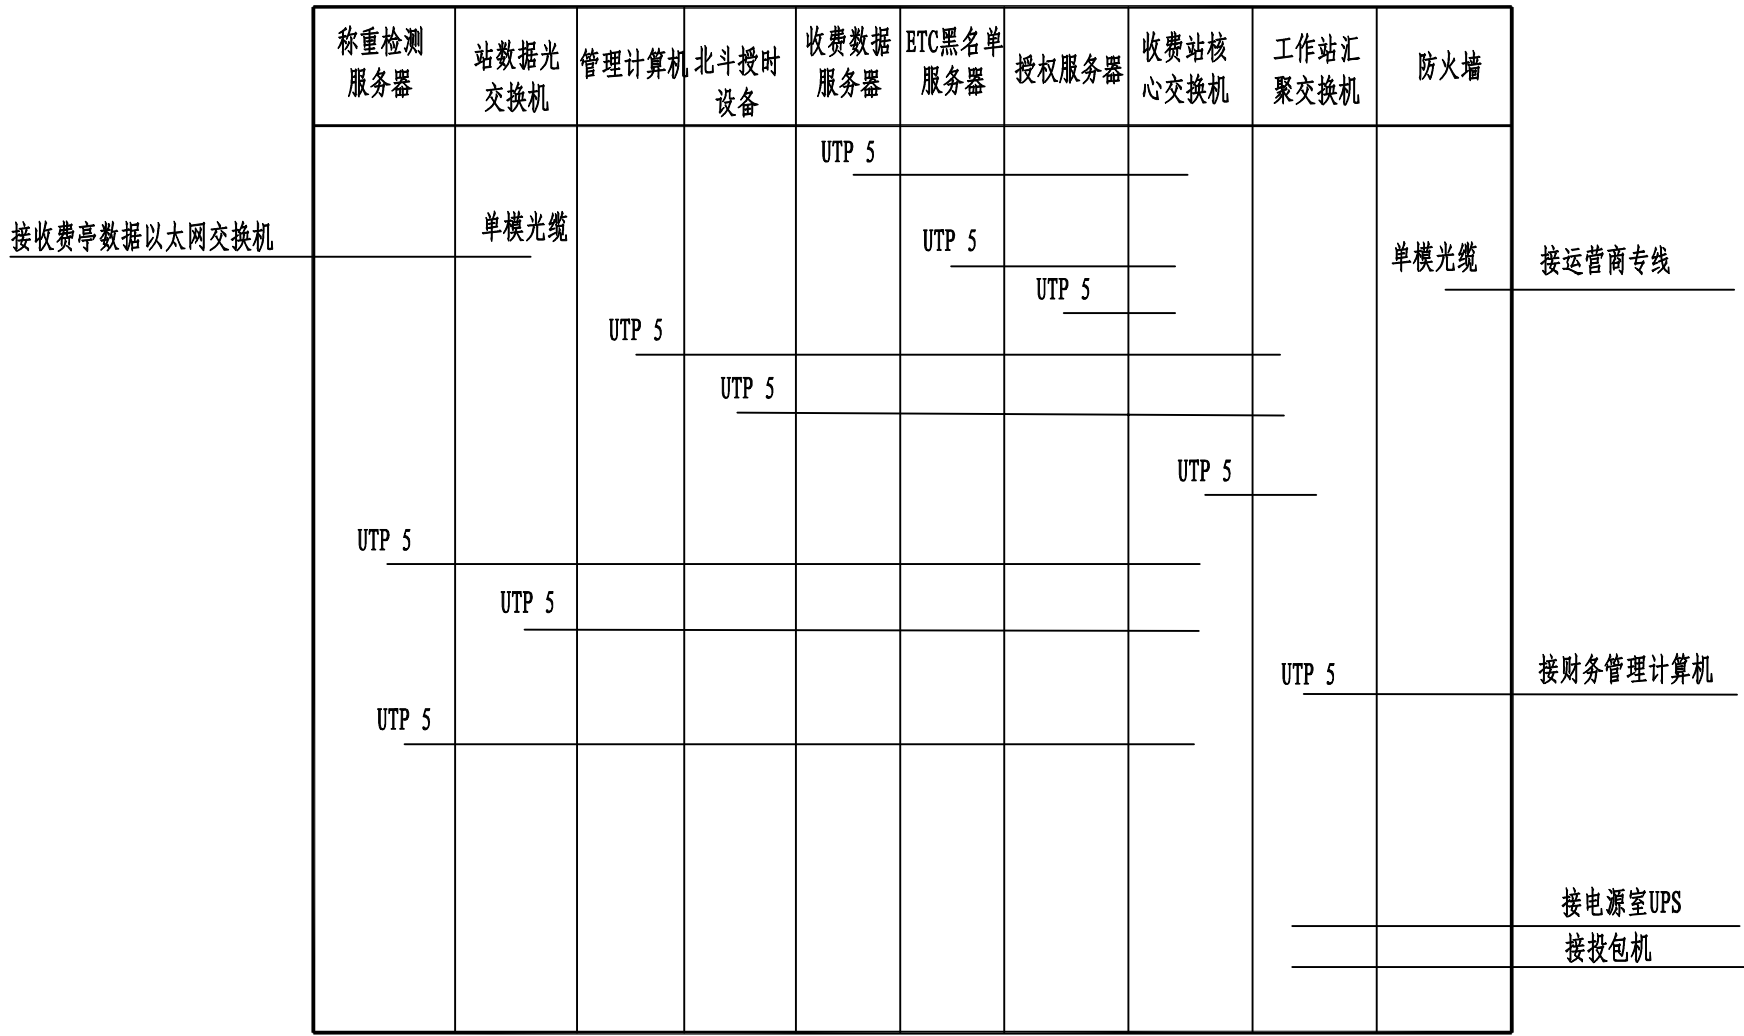 称重检测
服务器
站数据光
交换机
管理计算机
北斗授时
设备
收费数据
服务器
ETC黑名单
服务器
授权服务器
收费站核
心交换机
工作站汇
聚交换机
防火墙
UTP 5
接收费亭数据以太网交换机
单模光缆
UTP 5
单模光缆
接运营商专线
UTP 5
UTP 5
UTP 5
UTP 5
UTP 5
UTP 5
UTP 5
接财务管理计算机
UTP 5
接电源室UPS
接投包机